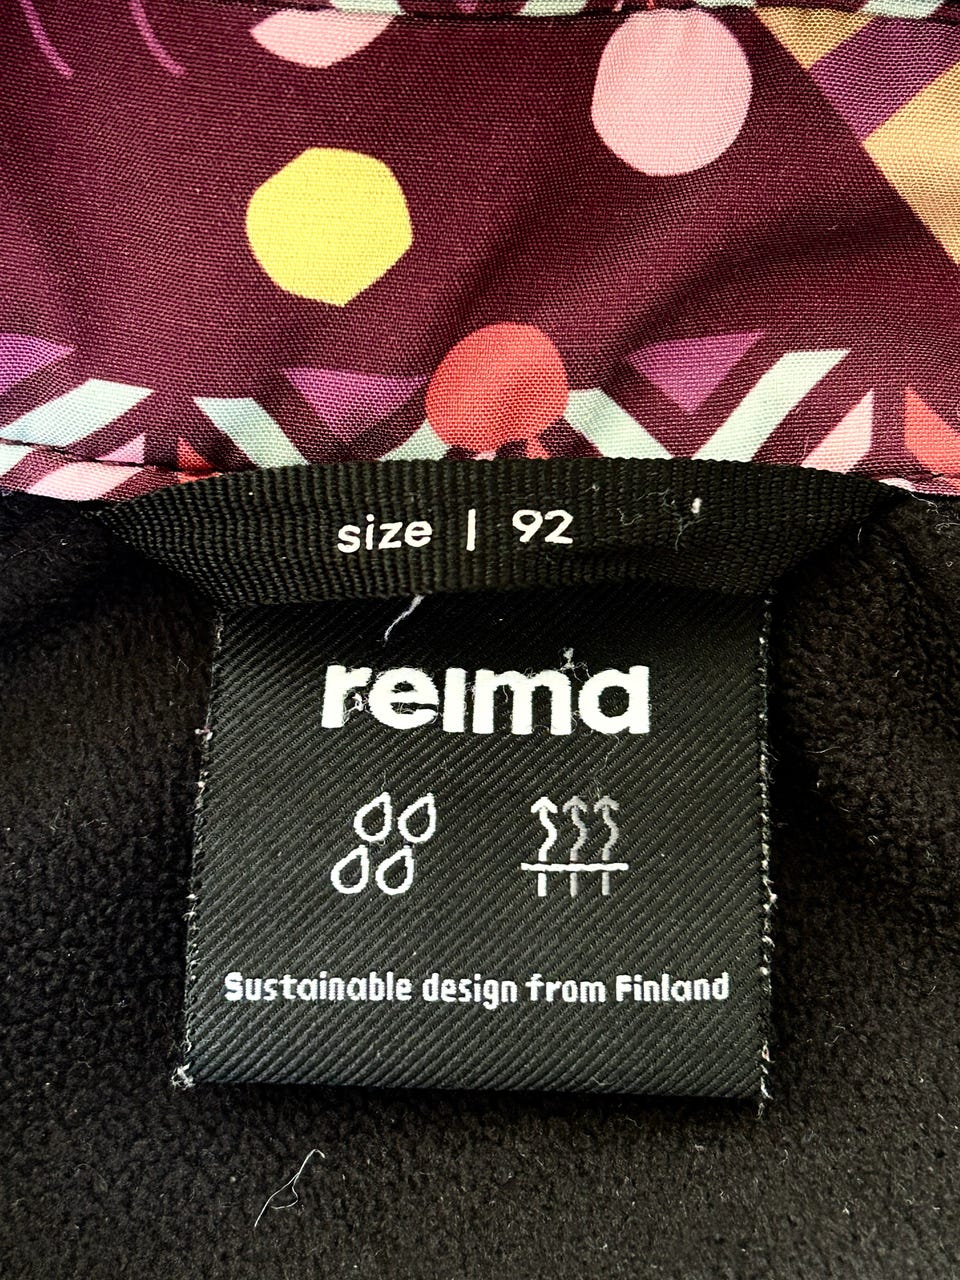 size | 92
reima
Sustainable design from Finland